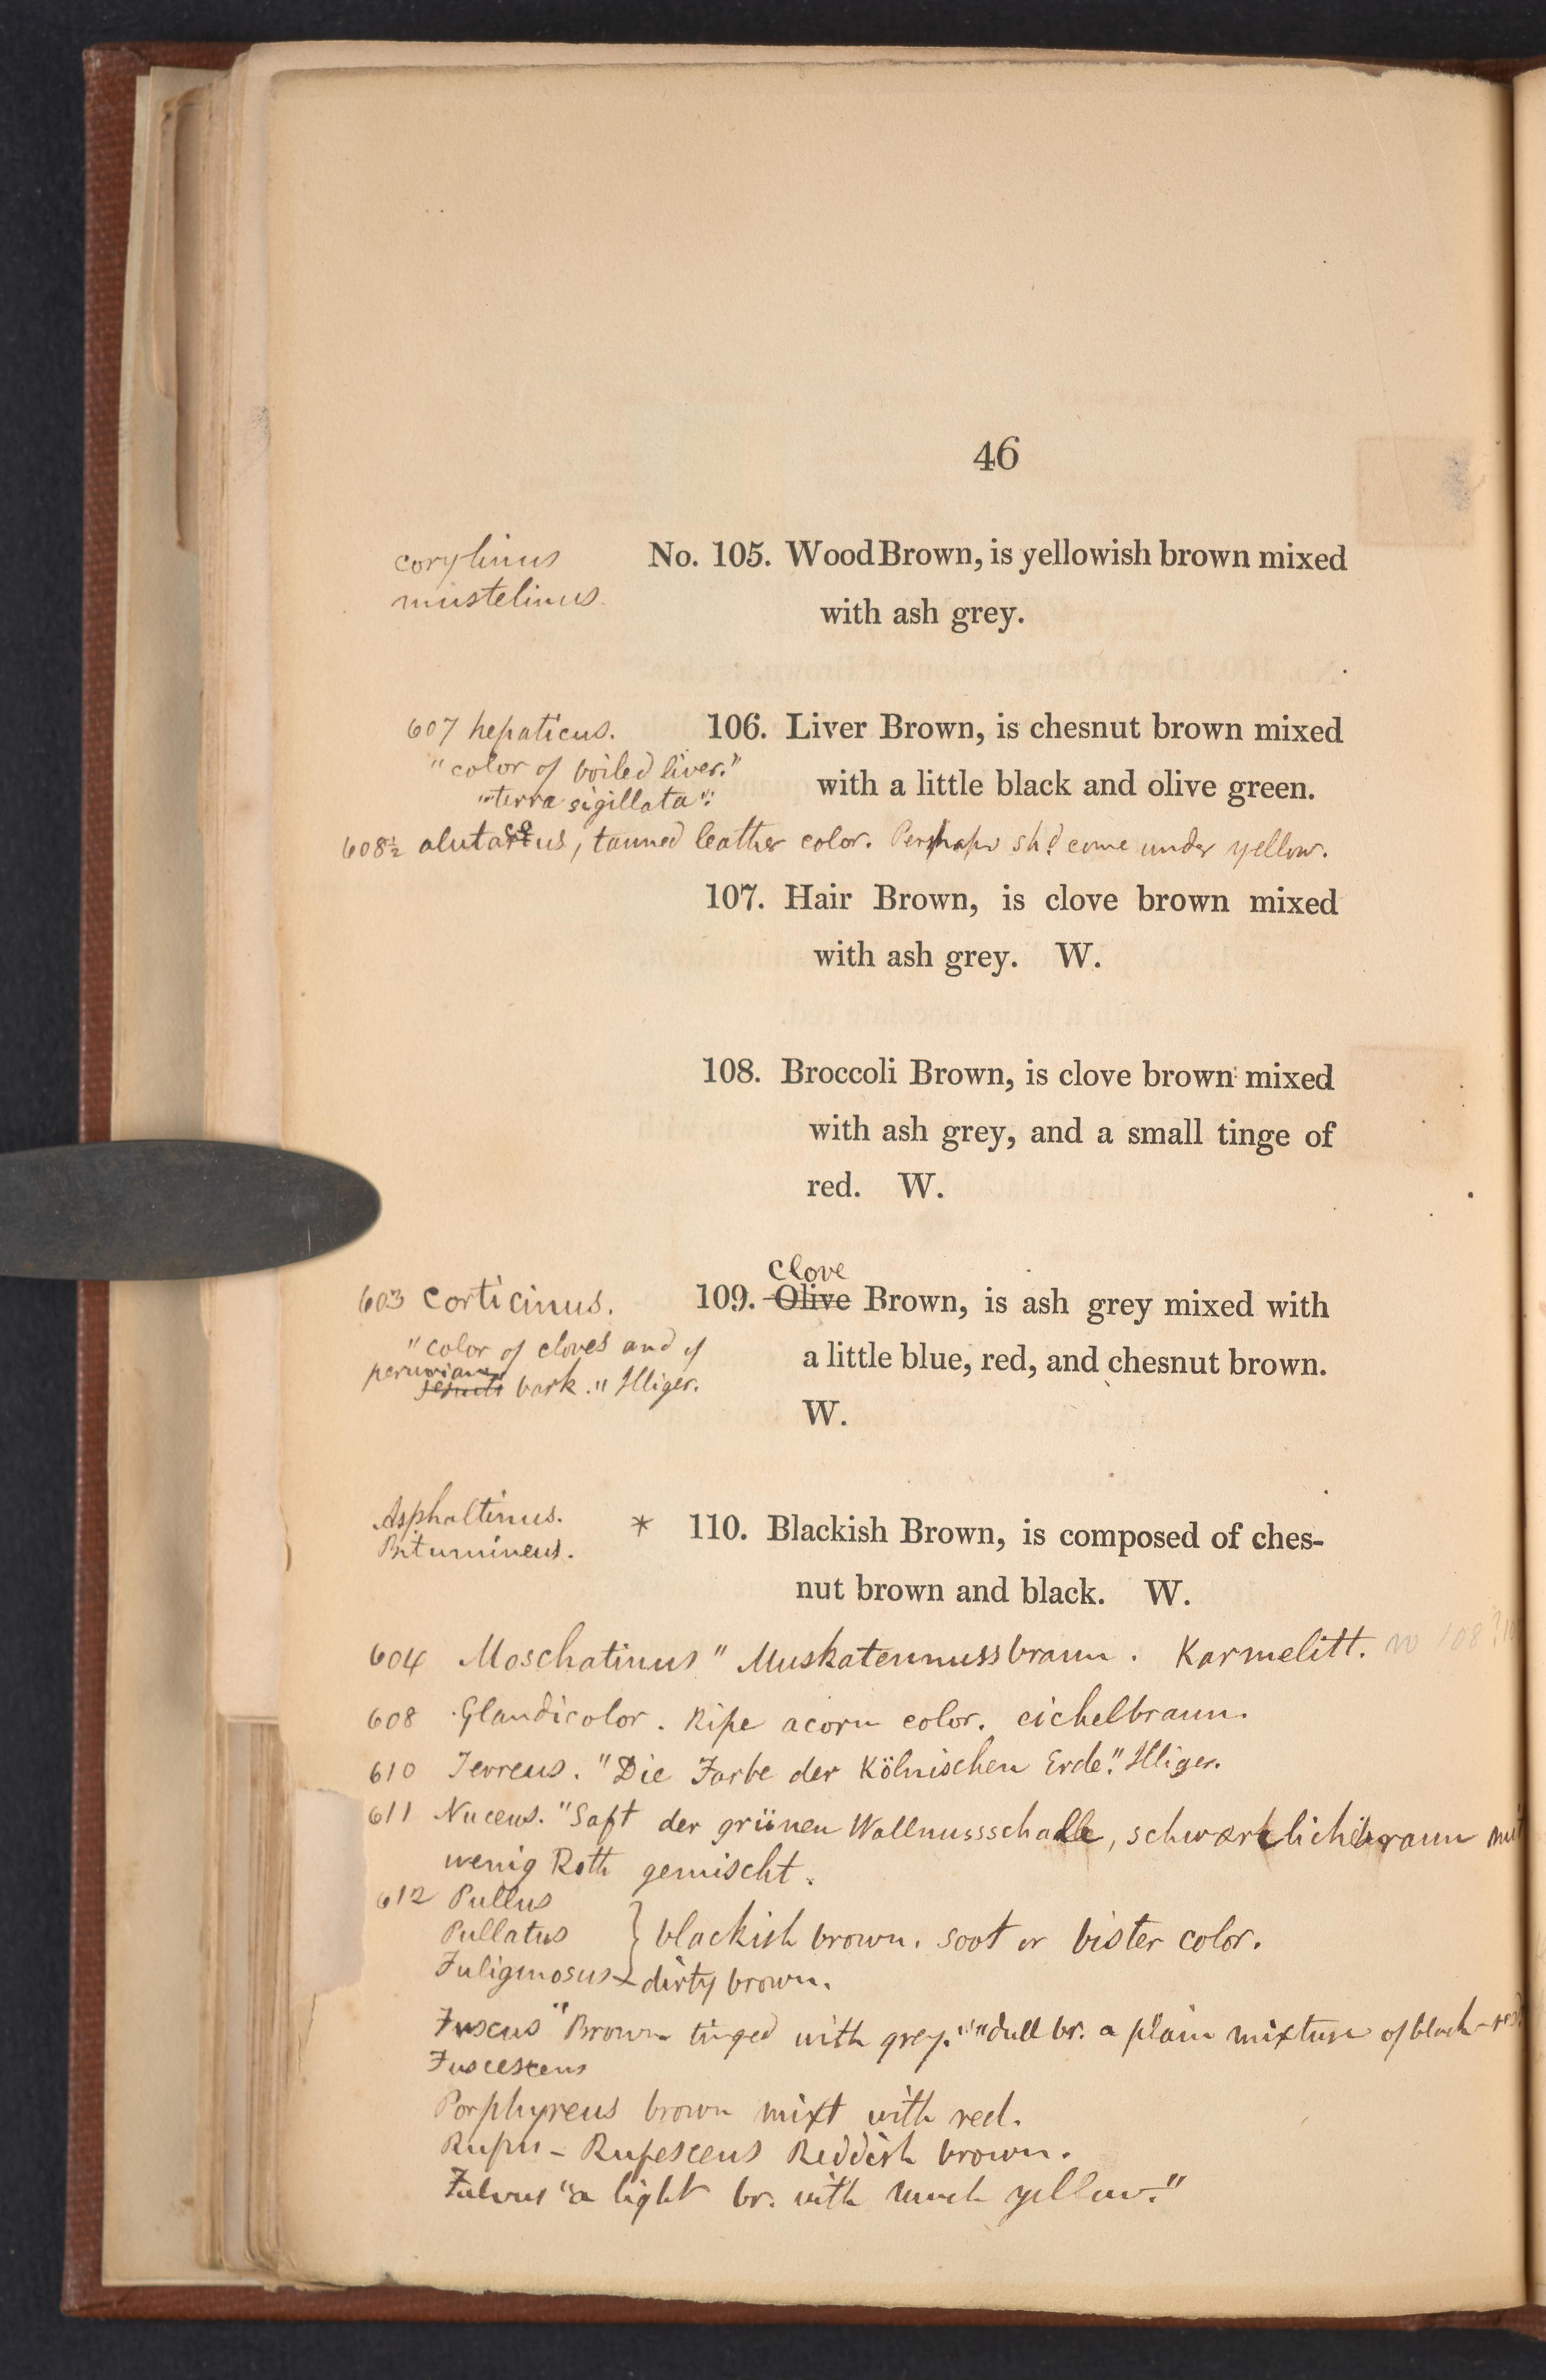 46
corylinus
mustelinus.
No. 105. Wood Brown, is yellowish brown mixed
with ash grey.
607 hepaticus.
"color of boiled liver."
"terra sigillata".
106. Liver Brown, is chesnut brown mixed
with a little black and olive green.
608½ alutaceus, tanned leather color. Perhaps shd come under yellow.
107. Hair Brown, is clove brown mixed
with ash grey. W.
108. Broccoli Brown, is clove brown mixed
with ash grey, and a small tinge of
red. W.
603 Corticinus.
"color of cloves and of
peruvian
jesuits bark." Illiger.
Clove
109. Olive Brown, is ash grey mixed with
a little blue, red, and chesnut brown.
W.
Asphaltinus.
Bitumineus.
* 110. Blackish Brown, is composed of ches-
nut brown and black. W.
604 Moschatinus " Muskatennussbraun. Karmelitt. no 108?
608 Glandicolor. Ripe acorn color. eichelbraun.
610 Terreus. "Die Farbe der Kölnischen Erde". Illiger.
611 Nuceus. "Saft der grünen Wallnussschaale, schwærtlichbraun mit
wenig Roth gemischt.
612 Pullus
Pullatus } blackish brown. soot or bister color.
Fuliginosus - dirty brown.
Fuscus "Brown tinged with grey." "dull br. a plain mixture of black-red
Fuscescens
Porphyreus brown mixt with red.
Rufus - Rufescens Reddish brown.
Fulvus "a light br. with much yellow."